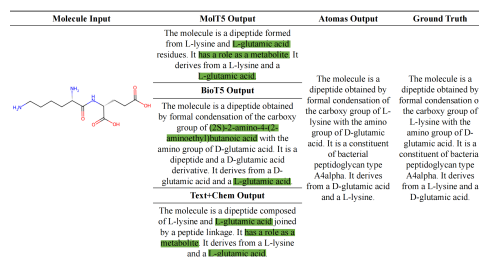 Molecule Input
MolT5 Output
Atomas Output
Ground Truth
The molecule is a dipeptide formed
from L-lysine and L-glutamic acid
residues. It has a role as a metabolite. It
derives from a L-lysine and a
L-glutamic acid.
BioT5 Output
The molecule is a dipeptide obtained
by formal condensation of the carboxy
group of (2S)-2-amino-4-(2-
aminoethyl)butanoic acid with the
amino group of D-glutamic acid. It is a
dipeptide and a D-glutamic acid
derivative. It derives from a D-
glutamic acid and a L-glutamic acid.
Text+Chem Output
The molecule is a dipeptide composed
of L-lysine and L-glutamic acid joined
by a peptide linkage. It has a role as a
metabolite. It derives from a L-lysine
and a L-glutamic acid.
The molecule is a
dipeptide obtained by
formal condensation of
the carboxy group of L-
lysine with the amino
group of D-glutamic
acid. It is a constituent
of bacterial
peptidoglycan type
A4alpha. It derives
from a D-glutamic acid
and a L-lysine.
The molecule is a
dipeptide obtained by
formal condensation o
the carboxy group of
L-lysine with the
amino group of D-
glutamic acid. It is a
constituent of bacteria
peptidoglycan type
A4alpha. It derives
from a L-lysine and a
D-glutamic acid.
NH₂
H₂N
O
H
N
O
OH
O
OH